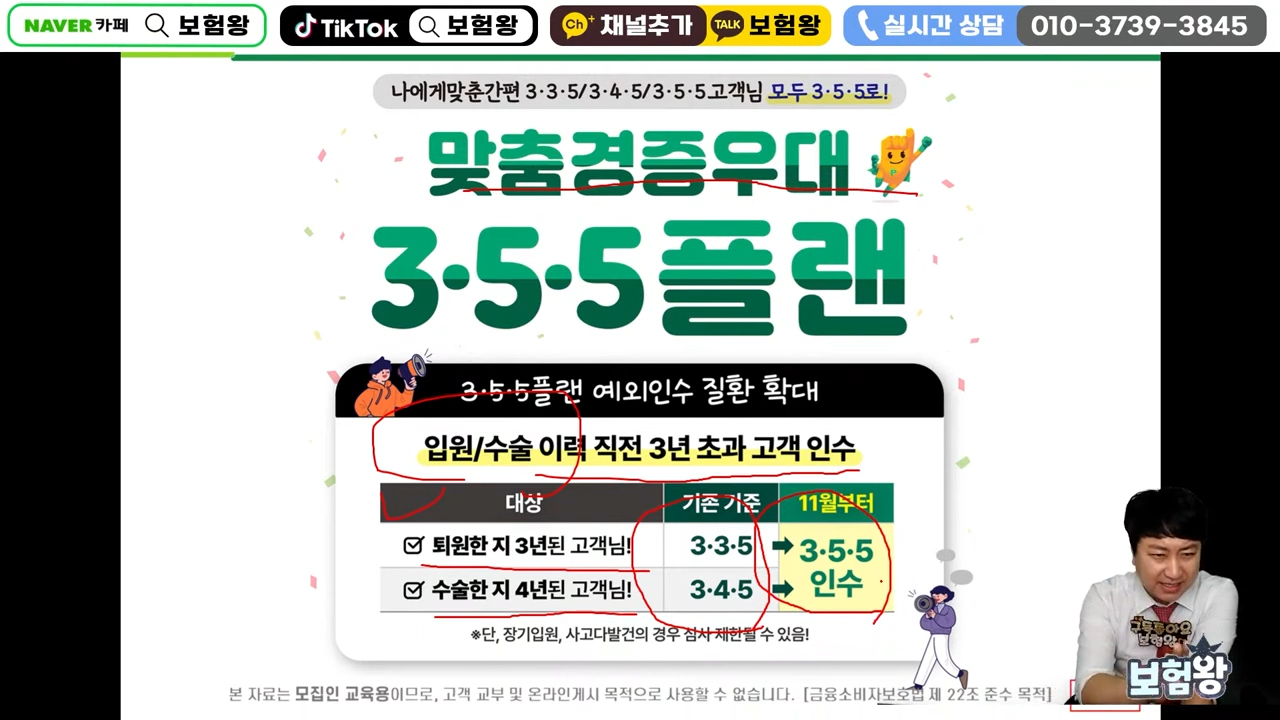 NAVER 카페 보험왕
TikTok 보험왕
Ch+ 채널추가 TALK 보험왕
실시간 상담 010-3739-3845
나에게맞춘간편 3·3·5/3·4·5/3·5·5고객님 모두 3·5·5로!
맞춤경증우대
3·5·5플랜
3·5·5플랜 예외인수 질환 확대
입원/수술 이력 직전 3년 초과 고객 인수
대상 기존 기준 11월부터
퇴원한 지 3년된 고객님! 3·3·5 3·5·5
수술한 지 4년된 고객님! 3·4·5 인수
※단, 장기입원, 사고다발건의 경우 심사 제한될 수 있음!
본 자료는 모집인 교육용이므로, 고객 교부 및 온라인게시 목적으로 사용할 수 없습니다. [금융소비자보호법 제 22조 준수 목적]
구독좋아요
보험왕
보험왕